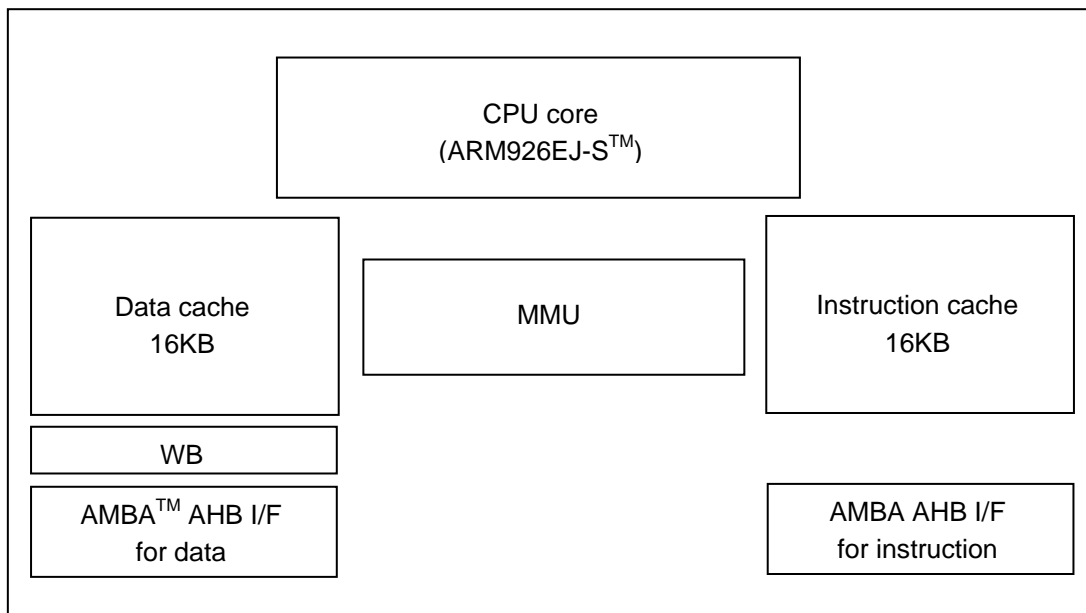 CPU core
(ARM926EJ-S™)
Data cache
16KB
MMU
Instruction cache
16KB
WB
AMBA™ AHB I/F
for data
AMBA AHB I/F
for instruction